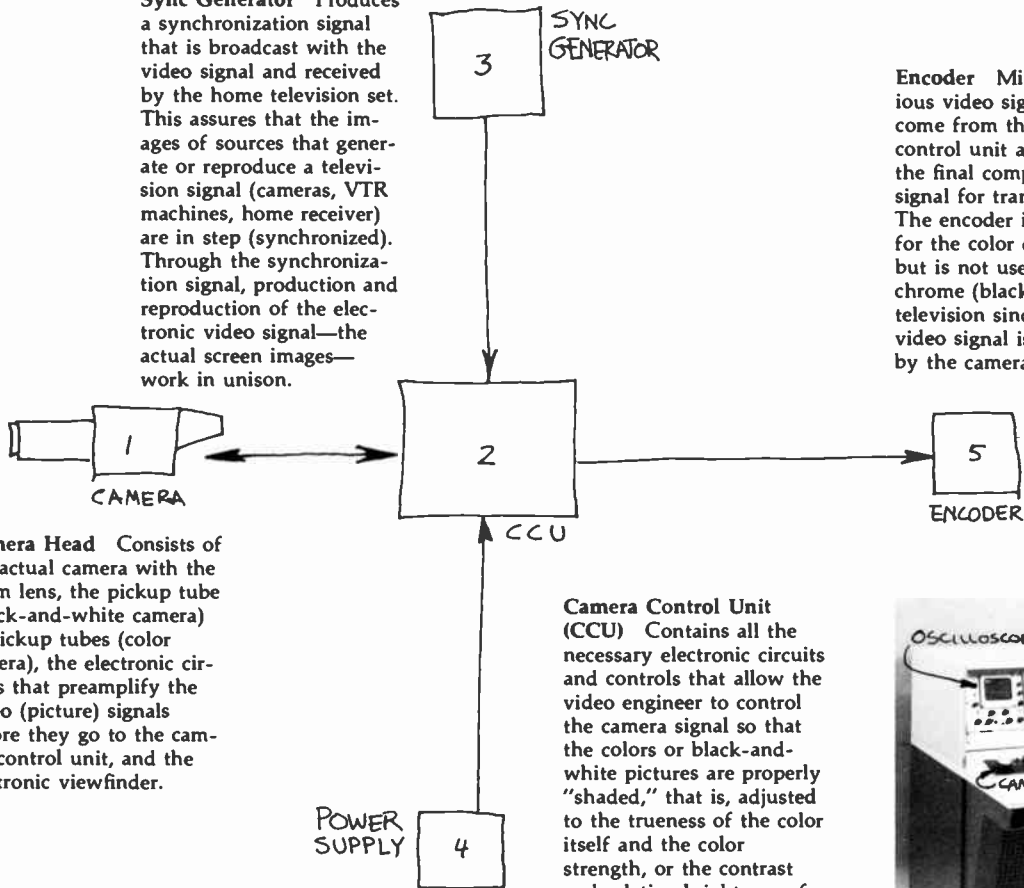 Sync Generator Produces
a synchronization signal
that is broadcast with the
video signal and received
by the home television set.
This assures that the im-
ages of sources that gener-
ate or reproduce a televi-
sion signal (cameras, VTR
machines, home receiver)
are in step (synchronized).
Through the synchroniza-
tion signal, production and
reproduction of the elec-
tronic video signal—the
actual screen images—
work in unison.
3
SYNC
GENERATOR
Encoder
ious video
come from
control unit
the final
signal for
The encoder
for the color
but is not
chrome
television
video signal
by the
1
CAMERA
2
CCU
5
ENCODER
Head Consists of
actual camera with the
lens, the pickup tube
camera)
pickup tubes (color
the electronic cir-
that preamplify the
(picture) signals
they go to the cam-
control unit, and the
viewfinder.
Camera Control Unit
(CCU) Contains all the
necessary electronic circuits
and controls that allow the
video engineer to control
the camera signal so that
the colors or black-and-
white pictures are properly
"shaded," that is, adjusted
to the trueness of the color
itself and the color
strength, or the contrast
POWER
SUPPLY
4